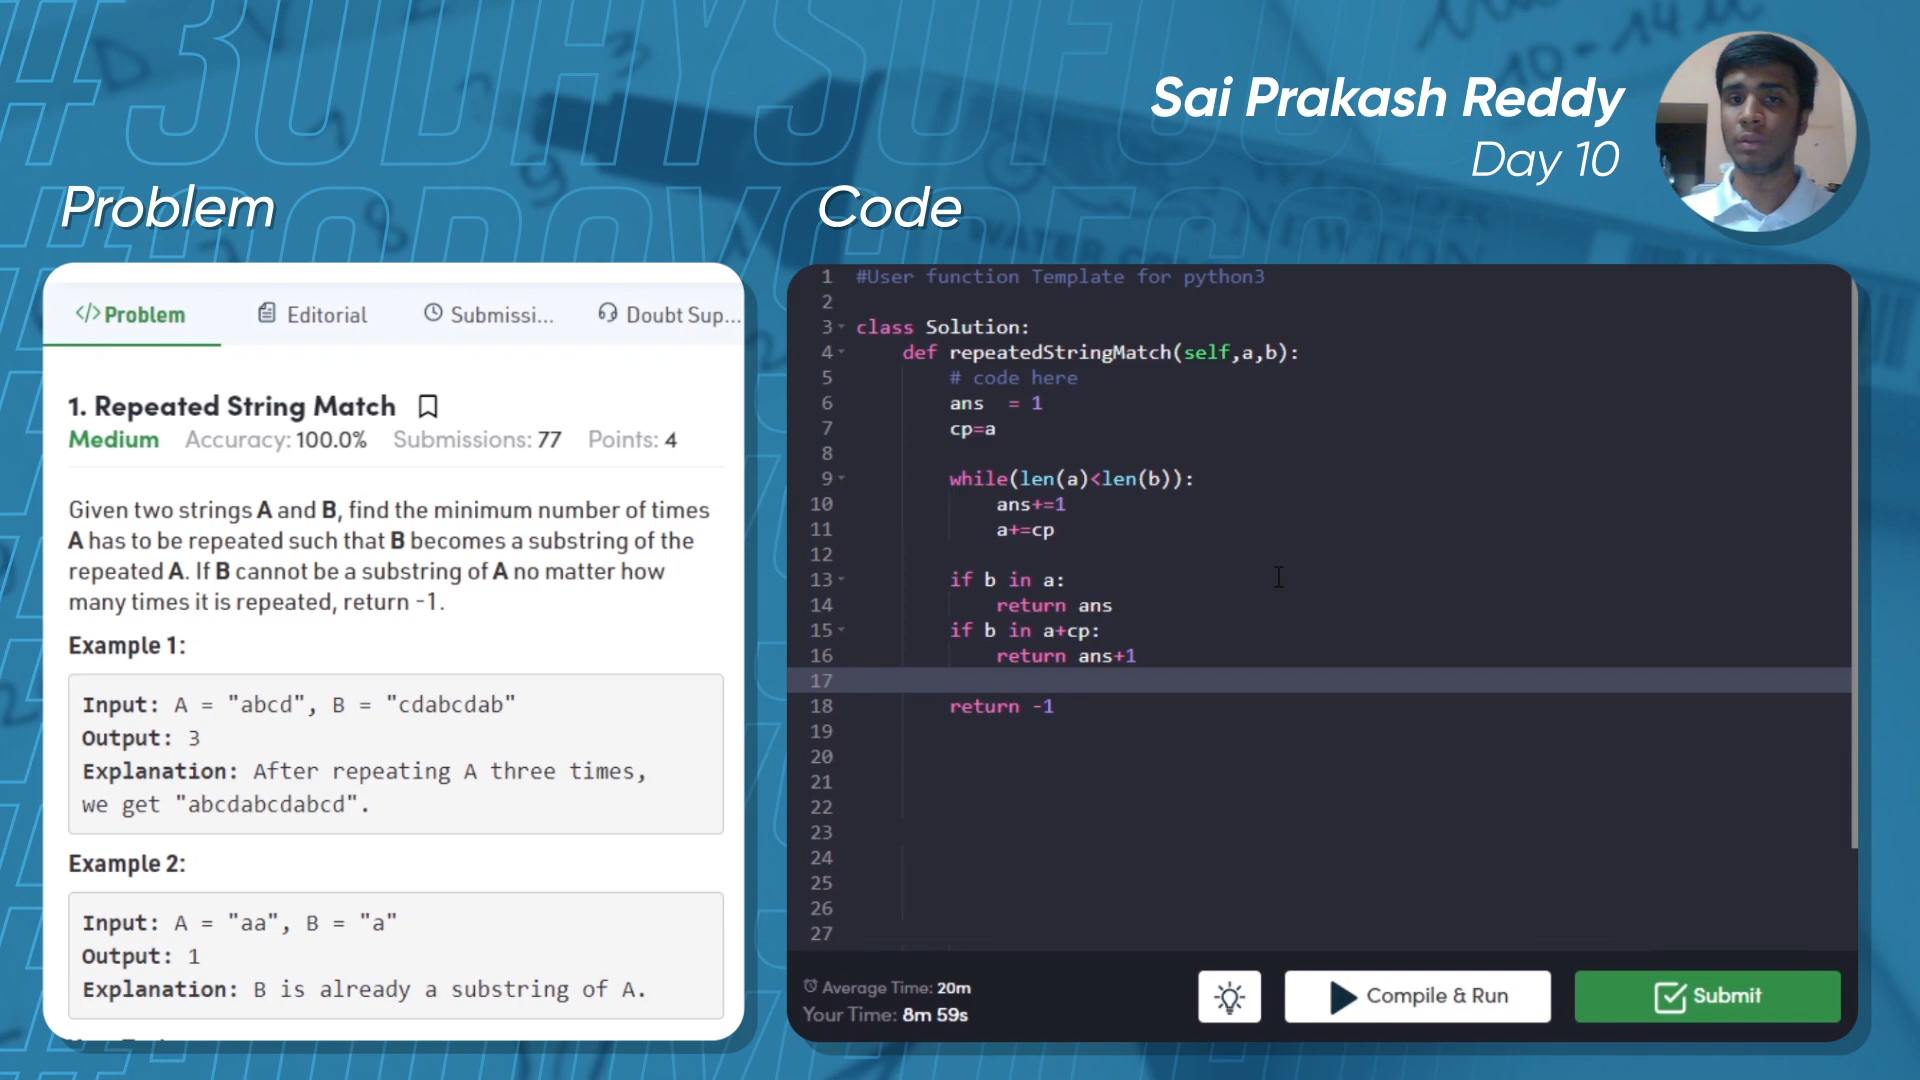 #30DAYSOFCODE
Sai Prakash Reddy
Day 10
Problem
Code
</>Problem
Editorial
Submissi...
Doubt Sup...
1. Repeated String Match
Medium Accuracy: 100.0% Submissions: 77 Points: 4
Given two strings A and B, find the minimum number of times
A has to be repeated such that B becomes a substring of the
repeated A. If B cannot be a substring of A no matter how
many times it is repeated, return -1.
Example 1:
Input: A = "abcd", B = "cdabcdab"
Output: 3
Explanation: After repeating A three times,
we get "abcdabcdabcd".
Example 2:
Input: A = "aa", B = "a"
Output: 1
Explanation: B is already a substring of A.
1 #User function Template for python3
2
3 class Solution:
4 def repeatedStringMatch(self,a,b):
5 # code here
6 ans  = 1
7 cp=a
8
9 while(len(a)<len(b)):
10 ans+=1
11 a+=cp
12
13 if b in a:
14 return ans
15 if b in a+cp:
16 return ans+1
17
18 return -1
19
20
21
22
23
24
25
26
27
Average Time: 20m
Your Time: 8m 59s
Compile & Run
Submit